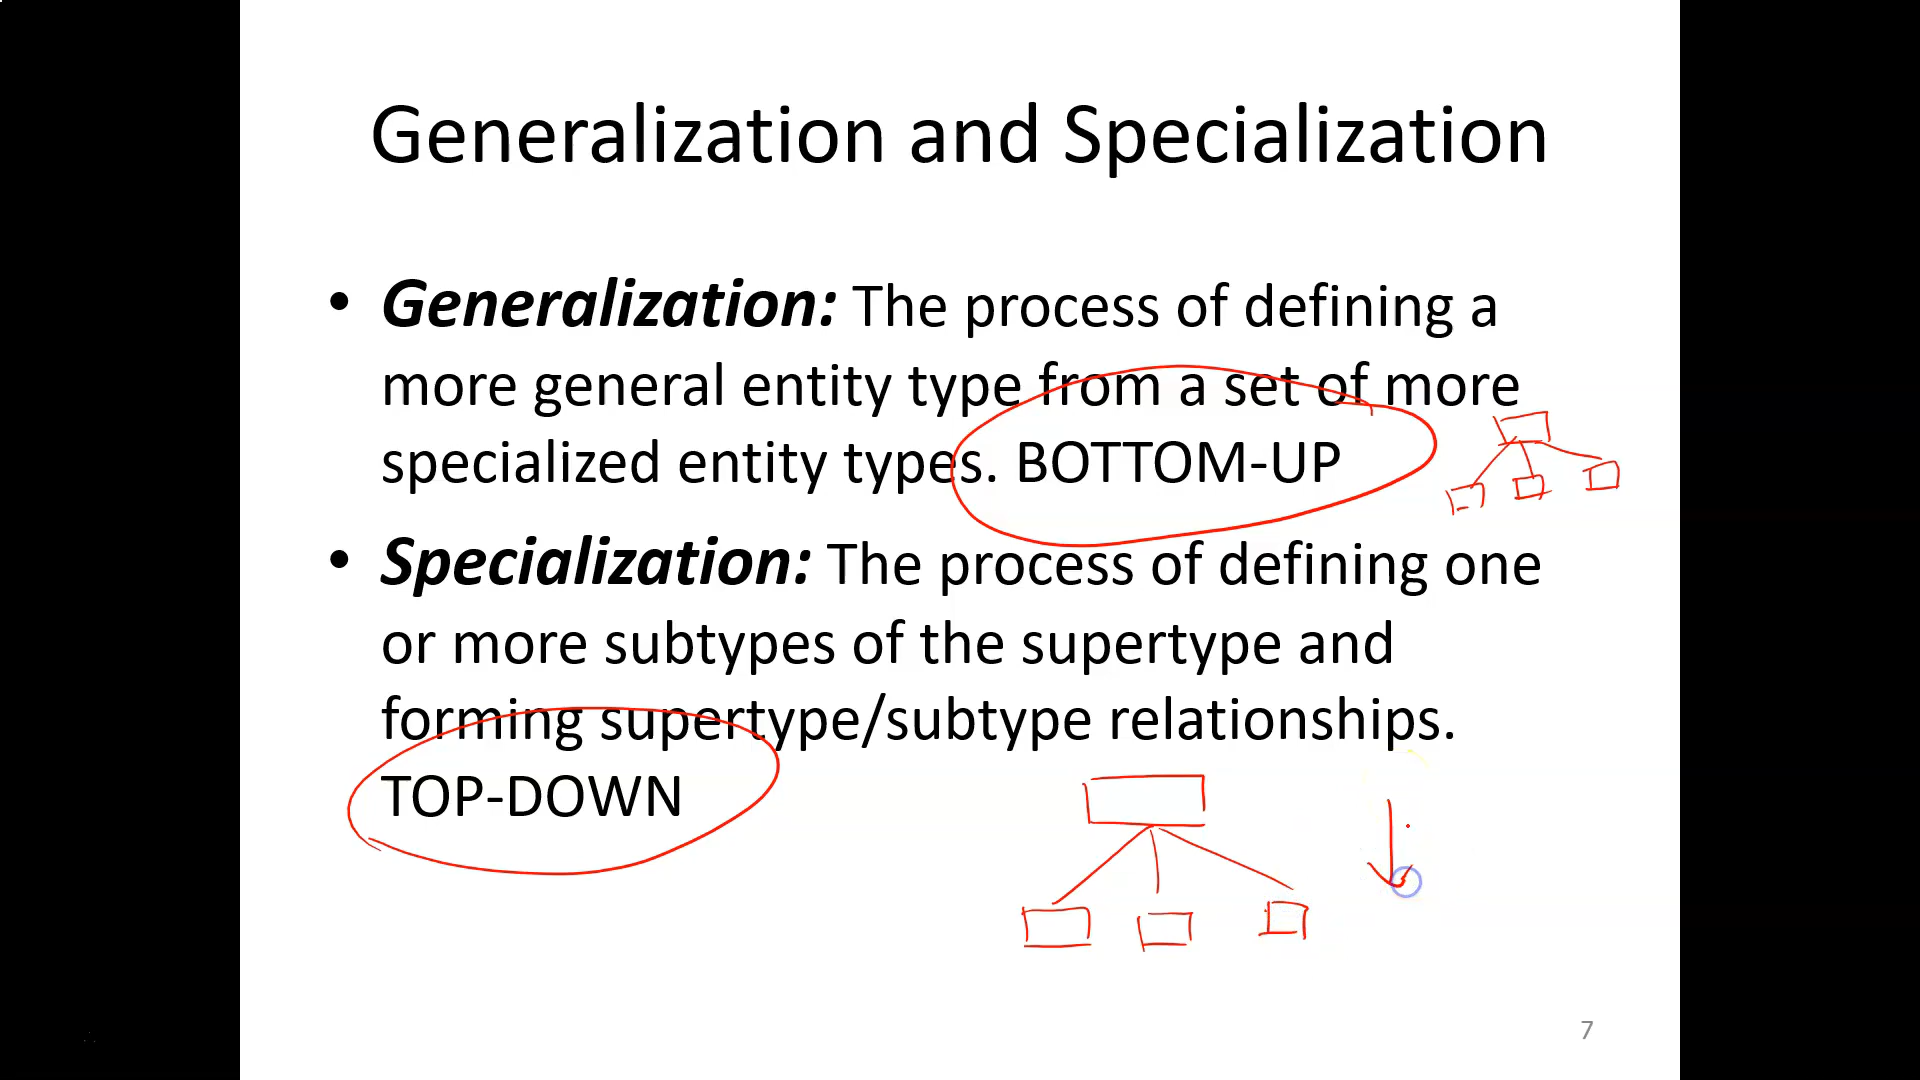 Generalization and Specialization
• Generalization: The process of defining a
more general entity type from a set of more
specialized entity types. BOTTOM-UP
• Specialization: The process of defining one
or more subtypes of the supertype and
forming supertype/subtype relationships.
TOP-DOWN
7